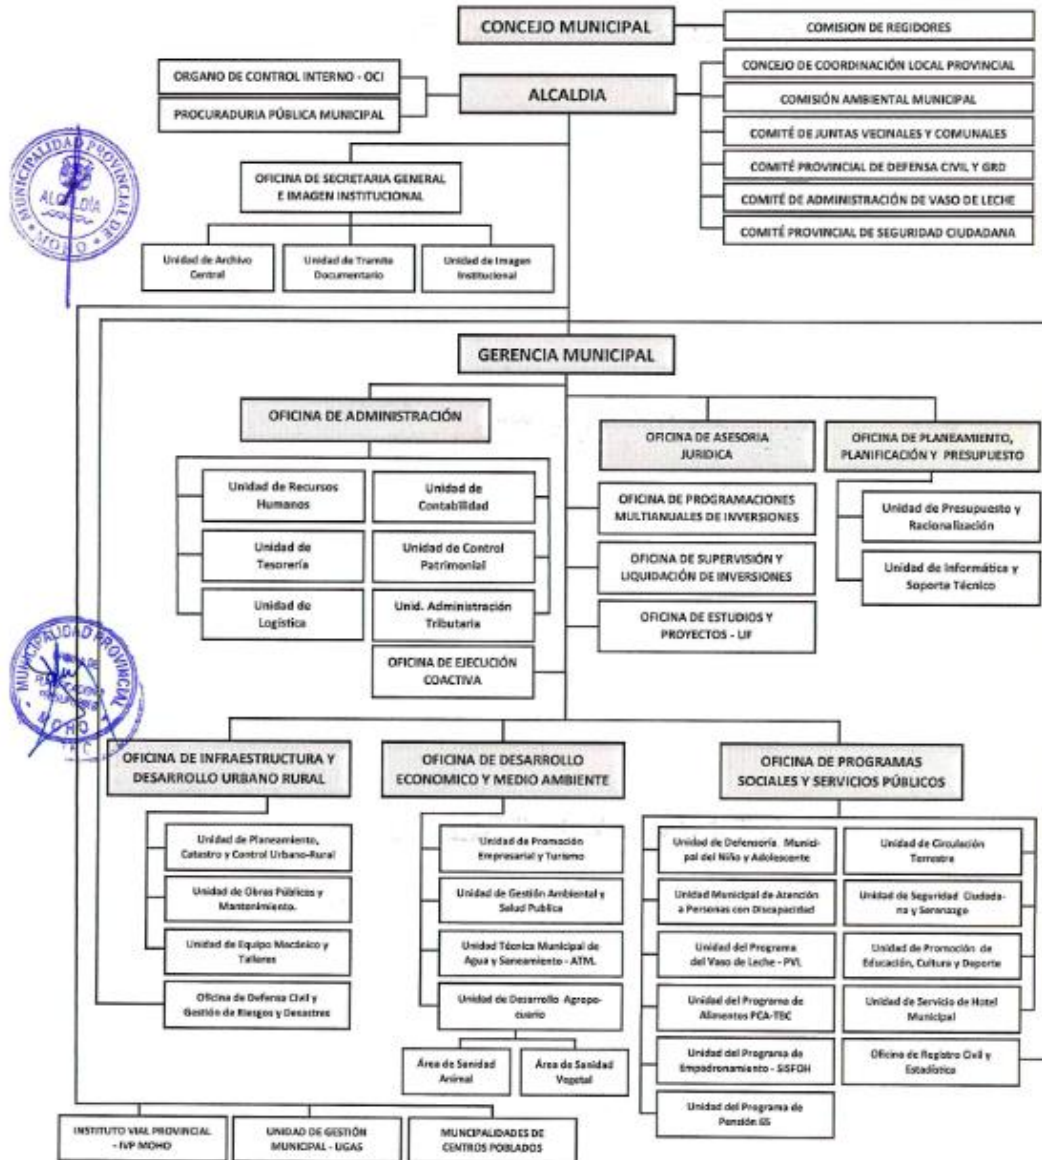 CONCEJO MUNICIPAL
COMISION DE REGIDORES
ORGANO DE CONTROL INTERNO - OCI
PROCURADURIA PÚBLICA MUNICIPAL
ALCALDIA
CONCEJO DE COORDINACIÓN LOCAL PROVINCIAL
COMISIÓN AMBIENTAL MUNICIPAL
COMITÉ DE JUNTAS VECINALES Y COMUNALES
COMITÉ PROVINCIAL DE DEFENSA CIVIL Y GRD
COMITÉ DE ADMINISTRACIÓN DE VASO DE LECHE
COMITÉ PROVINCIAL DE SEGURIDAD CIUDADANA
MUNICIPALIDAD PROVINCIAL DE
MOHO
ALCALDÍA
OFICINA DE SECRETARIA GENERAL
E IMAGEN INSTITUCIONAL
Unidad de Archivo
Central
Unidad de Tramite
Documentario
Unidad de Imagen
Institucional
GERENCIA MUNICIPAL
OFICINA DE ADMINISTRACIÓN
Unidad de Recursos
Humanos
Unidad de
Contabilidad
Unidad de
Tesorería
Unidad de Control
Patrimonial
Unidad de
Logística
Unid. Administración
Tributaria
OFICINA DE EJECUCIÓN
COACTIVA
OFICINA DE ASESORIA
JURIDICA
OFICINA DE PROGRAMACIONES
MULTIANUALES DE INVERSIONES
OFICINA DE SUPERVISIÓN Y
LIQUIDACIÓN DE INVERSIONES
OFICINA DE ESTUDIOS Y
PROYECTOS - UF
OFICINA DE PLANEAMIENTO,
PLANIFICACIÓN Y PRESUPUESTO
Unidad de Presupuesto y
Racionalización
Unidad de Informática y
Soporte Técnico
MUNICIPALIDAD PROVINCIAL
MOHO
OFICINA DE INFRAESTRUCTURA Y
DESARROLLO URBANO RURAL
Unidad de Planeamiento,
Catastro y Control Urbano-Rural
Unidad de Obras Públicas y
Mantenimiento.
Unidad de Equipo Mecánico y
Talleres
Oficina de Defensa Civil y
Gestión de Riesgos y Desastres
OFICINA DE DESARROLLO
ECONOMICO Y MEDIO AMBIENTE
Unidad de Promoción
Empresarial y Turismo
Unidad de Gestión Ambiental y
Salud Publica
Unidad Técnica Municipal de
Agua y Saneamiento - ATM.
Unidad de Desarrollo Agrope-
cuario
Área de Sanidad
Animal
Área de Sanidad
Vegetal
OFICINA DE PROGRAMAS
SOCIALES Y SERVICIOS PÚBLICOS
Unidad de Defensoría Munici-
pal del Niño y Adolescente
Unidad de Circulación
Terrestre
Unidad Municipal de Atención
a Personas con Discapacidad
Unidad de Seguridad Ciudada-
na y Serenazgo
Unidad del Programa
del Vaso de Leche - PVL
Unidad de Promoción de
Educación, Cultura y Deporte
Unidad del Programa de
Alimentos PCA-TBC
Unidad de Servicio de Hotel
Municipal
Unidad del Programa de
Empadronamiento - SISFOH
Oficina de Registro Civil y
Estadística
Unidad del Programa de
Pensión 65
INSTITUTO VIAL PROVINCIAL
- IVP MOHO
UNIDAD DE GESTIÓN
MUNICIPAL - UGAS
MUNCIPALIDADES DE
CENTROS POBLADOS